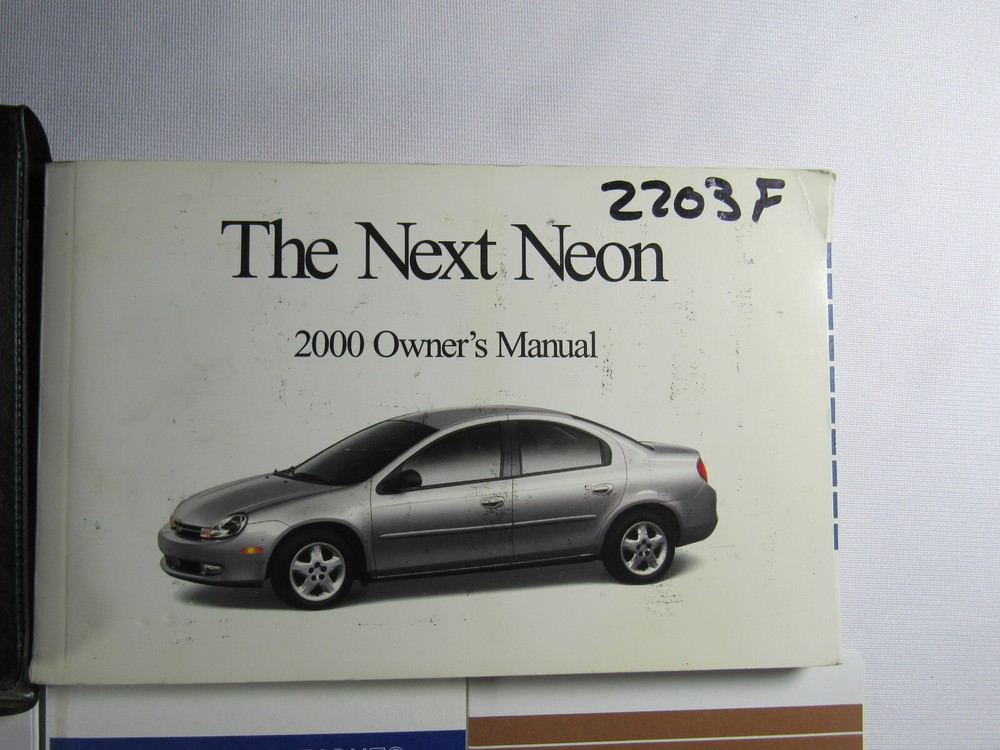 2203F
The Next Neon
2000 Owner's Manual